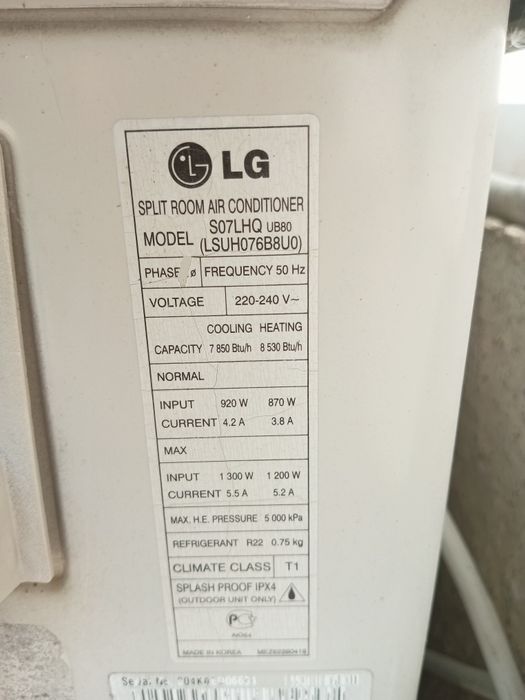 LG
SPLIT ROOM AIR CONDITIONER
MODEL S07LHQ UB80
(LSUH076B8U0)
PHASE ø FREQUENCY 50 Hz
VOLTAGE 220-240 V~
COOLING HEATING
CAPACITY 7 850 Btu/h 8 530 Btu/h
NORMAL
INPUT 920 W 870 W
CURRENT 4.2 A 3.8 A
MAX
INPUT 1 300 W 1 200 W
CURRENT 5.5 A 5.2 A
MAX. H.E. PRESSURE 5 000 kPa
REFRIGERANT R22 0.75 kg
CLIMATE CLASS T1
SPLASH PROOF IPX4
(OUTDOOR UNIT ONLY)
MADE IN KOREA
Serial No.